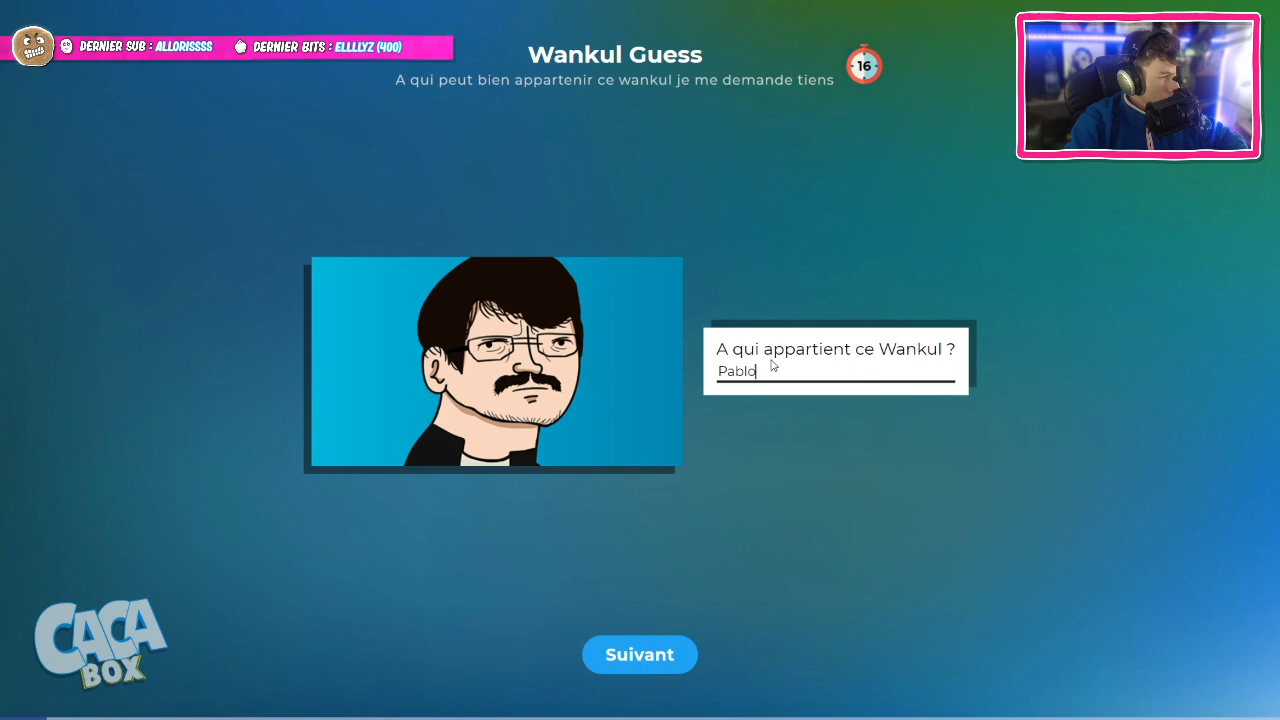 DERNIER SUB : ALLORISSSS
DERNIER BITS : ELLLLYZ (400)
Wankul Guess
A qui peut bien appartenir ce wankul je me demande tiens
16
A qui appartient ce Wankul ?
Pablo
CACA
BOX
Suivant